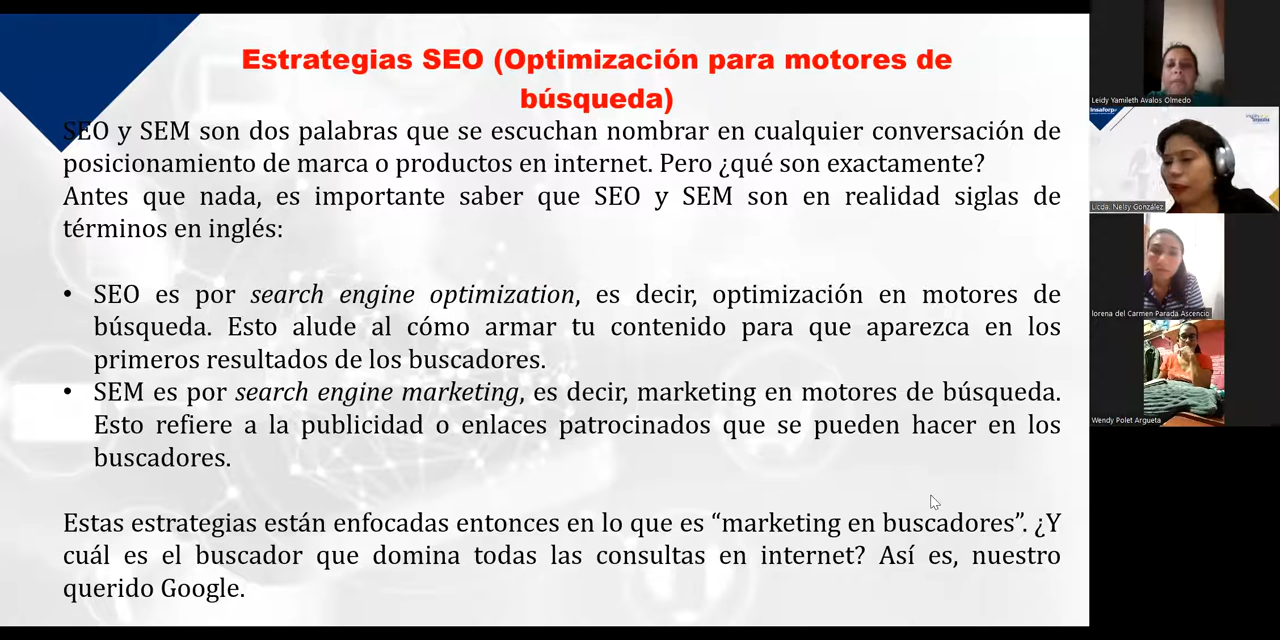 Estrategias SEO (Optimización para motores de
búsqueda)
SEO y SEM son dos palabras que se escuchan nombrar en cualquier conversación de
posicionamiento de marca o productos en internet. Pero ¿qué son exactamente?
Antes que nada, es importante saber que SEO y SEM son en realidad siglas de
términos en inglés:
• SEO es por search engine optimization, es decir, optimización en motores de
búsqueda. Esto alude al cómo armar tu contenido para que aparezca en los
primeros resultados de los buscadores.
• SEM es por search engine marketing, es decir, marketing en motores de búsqueda.
Esto refiere a la publicidad o enlaces patrocinados que se pueden hacer en los
buscadores.
Estas estrategias están enfocadas entonces en lo que es “marketing en buscadores”. ¿Y
cuál es el buscador que domina todas las consultas en internet? Así es, nuestro
querido Google.
Leidy Yamileth Avalos Olmedo
Insaforp
Licda. Nelsy González
lorena del Carmen Parada Ascencio
Wendy Polet Argueta